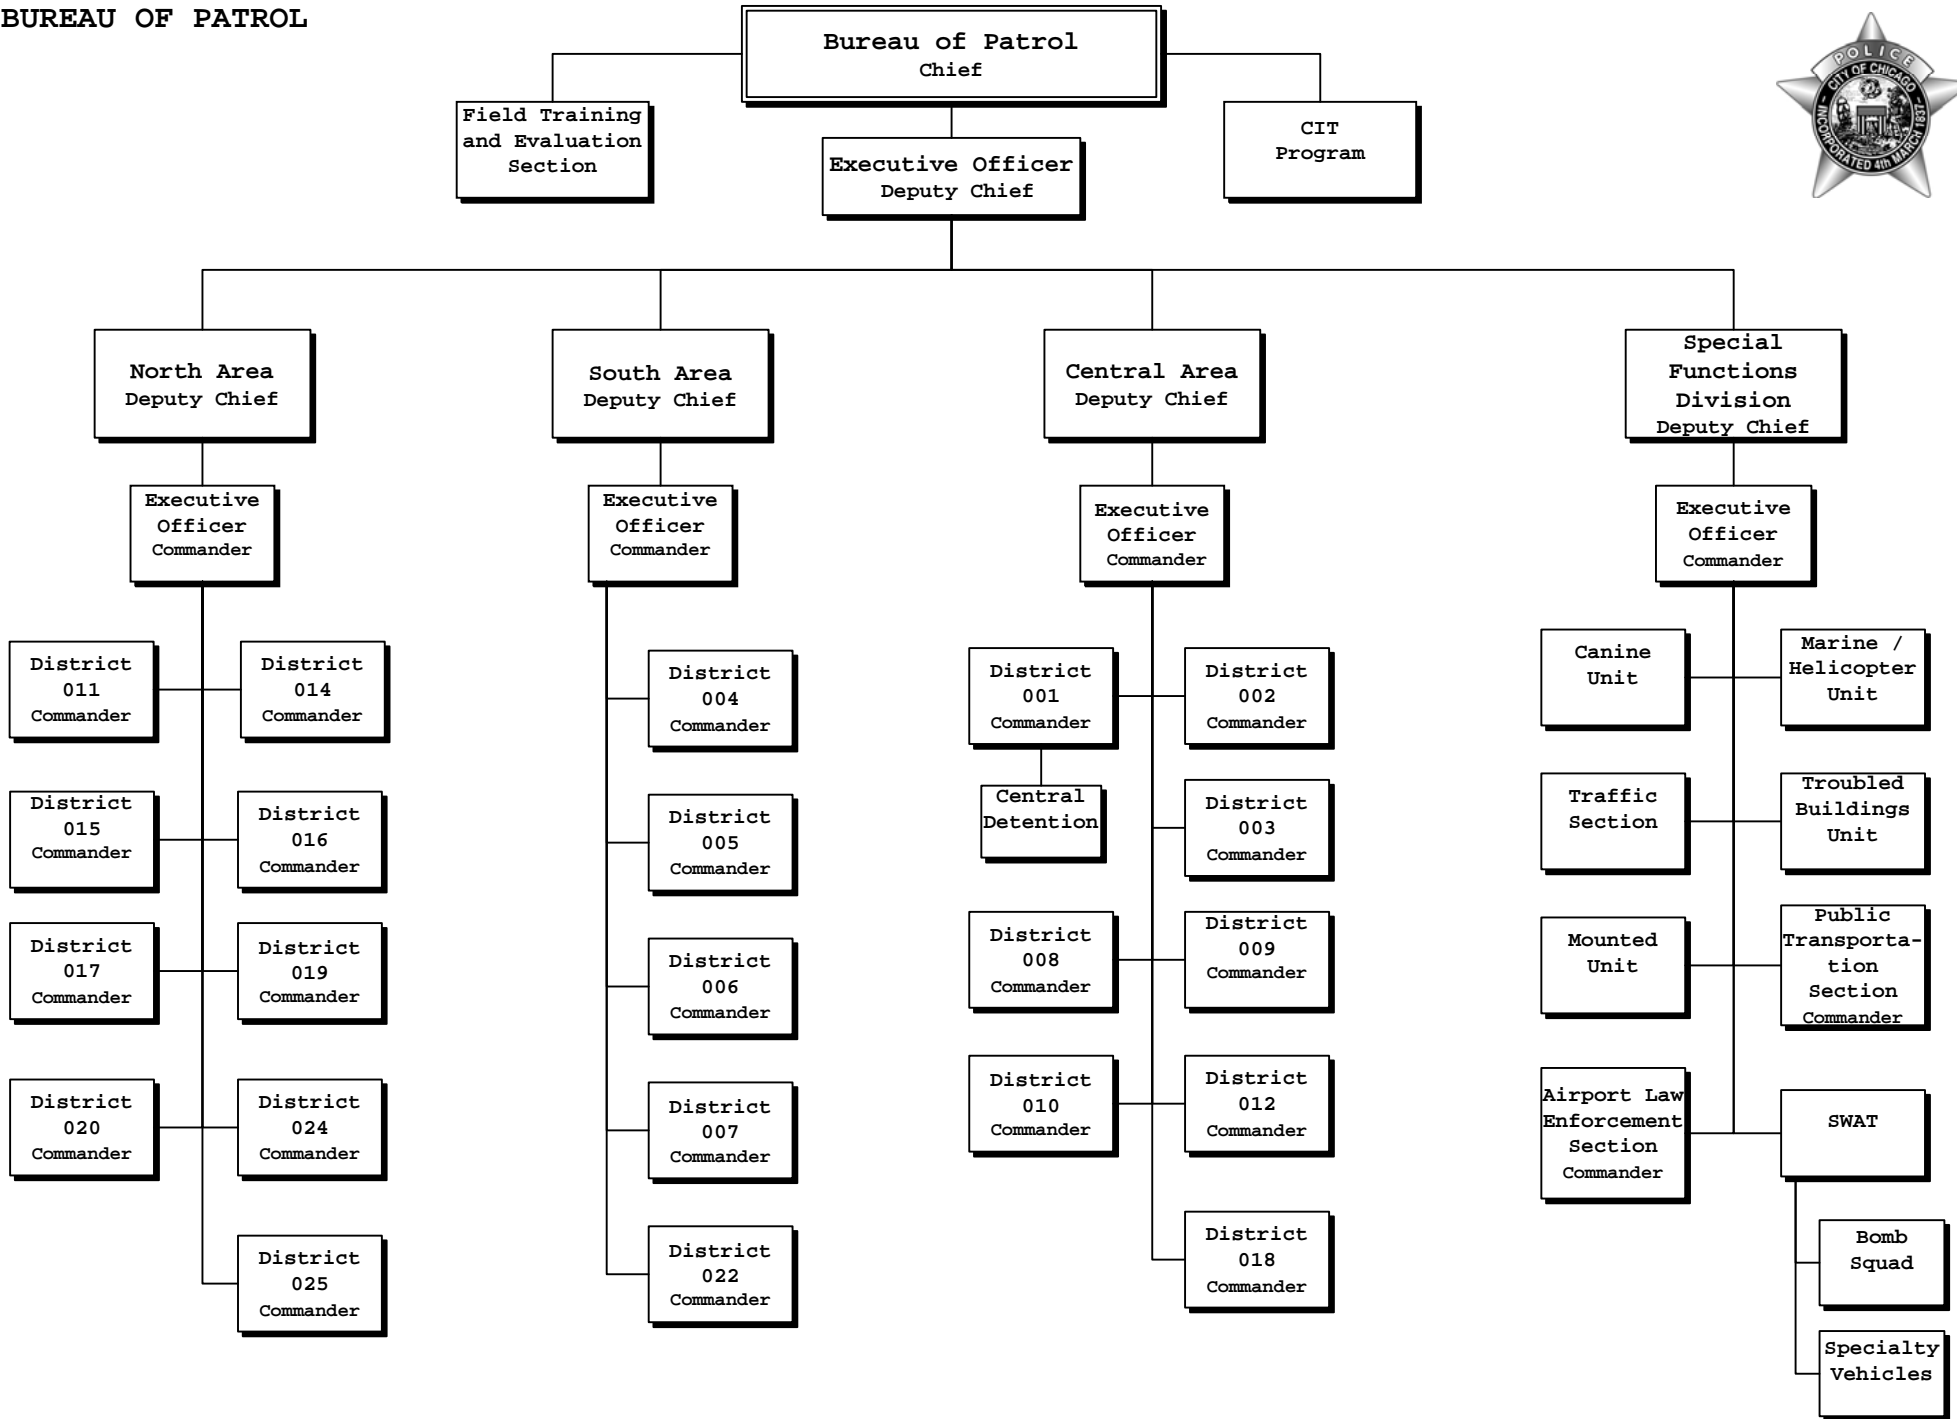 BUREAU OF PATROL
Bureau of Patrol
Chief
POLICE
CITY OF CHICAGO
INCORPORATED 4th MARCH 1837
Field Training
and Evaluation
Section
Executive Officer
Deputy Chief
CIT
Program
North Area
Deputy Chief
South Area
Deputy Chief
Central Area
Deputy Chief
Special
Functions
Division
Deputy Chief
Executive
Officer
Commander
Executive
Officer
Commander
Executive
Officer
Commander
Executive
Officer
Commander
District
011
Commander
District
014
Commander
District
015
Commander
District
016
Commander
District
017
Commander
District
019
Commander
District
020
Commander
District
024
Commander
District
025
Commander
District
004
Commander
District
005
Commander
District
006
Commander
District
007
Commander
District
022
Commander
District
001
Commander
District
002
Commander
Central
Detention
District
003
Commander
District
008
Commander
District
009
Commander
District
010
Commander
District
012
Commander
District
018
Commander
Canine
Unit
Marine /
Helicopter
Unit
Traffic
Section
Troubled
Buildings
Unit
Mounted
Unit
Public
Transporta-
tion
Section
Commander
Airport Law
Enforcement
Section
Commander
SWAT
Bomb
Squad
Specialty
Vehicles